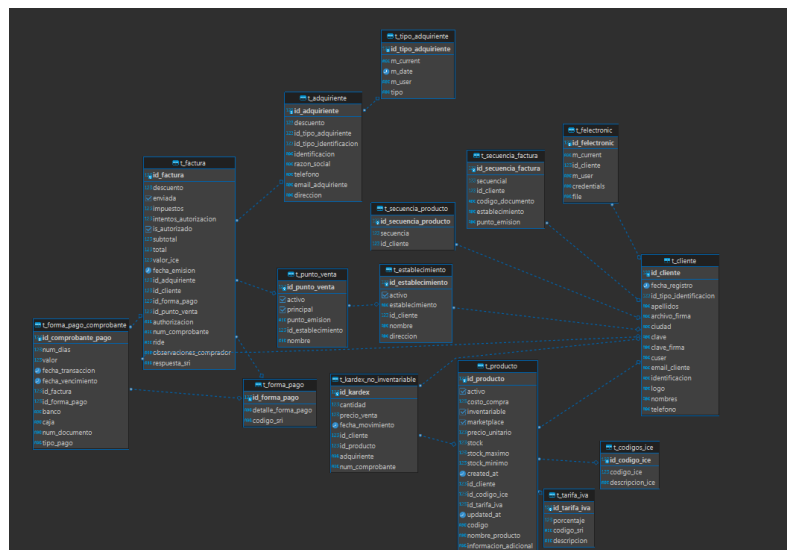 t_tipo_adquiriente
id_tipo_adquiriente
m_current
m_date
m_user
tipo
t_adquiriente
id_adquiriente
descuento
id_tipo_adquiriente
id_tipo_identificacion
identificacion
razon_social
telefono
email_adquiriente
direccion
t_factura
id_factura
descuento
enviada
impuestos
intentos_autorizacion
is_autorizado
subtotal
total
valor_ice
fecha_emision
id_adquiriente
id_cliente
id_forma_pago
id_punto_venta
authorizacion
num_comprobante
ride
observaciones_comprador
respuesta_sri
t_felectronic
id_felectronic
m_current
id_cliente
m_user
credentials
file
t_secuencia_factura
id_secuencia_factura
secuencial
id_cliente
codigo_documento
establecimiento
punto_emision
t_secuencia_producto
id_secuencia_producto
secuencia
id_cliente
t_punto_venta
id_punto_venta
activo
principal
punto_emision
id_establecimiento
nombre
t_establecimiento
id_establecimiento
activo
establecimiento
id_cliente
nombre
direccion
t_cliente
id_cliente
fecha_registro
id_tipo_identificacion
apellidos
archivo_firma
ciudad
clave
clave_firma
cuser
email_cliente
identificacion
logo
nombres
telefono
t_forma_pago_comprobante
id_comprobante_pago
num_dias
valor
fecha_transaccion
fecha_vencimiento
id_factura
id_forma_pago
banco
caja
num_documento
tipo_pago
t_forma_pago
id_forma_pago
detalle_forma_pago
codigo_sri
t_kardex_no_inventariable
id_kardex
cantidad
precio_venta
fecha_movimiento
id_cliente
id_producto
adquiriente
num_comprobante
t_producto
id_producto
activo
costo_compra
inventariable
marketplace
precio_unitario
stock
stock_maximo
stock_minimo
created_at
id_cliente
id_codigo_ice
id_tarifa_iva
updated_at
codigo
nombre_producto
informacion_adicional
t_codigos_ice
id_codigo_ice
codigo_ice
descripcion_ice
t_tarifa_iva
id_tarifa_iva
porcentaje
codigo_sri
descripcion